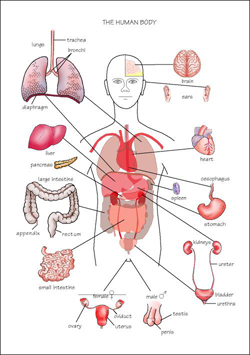 THE HUMAN BODY
trachea
lungs
bronchi
brain
ears
diaphragm
liver
heart
pancreas
large intestine
oesophagus
spleen
stomach
appendix
rectum
kidneys
ureter
small intestine
bladder
urethra
female ♀
male ♂
testis
ovary
oviduct
uterus
penis